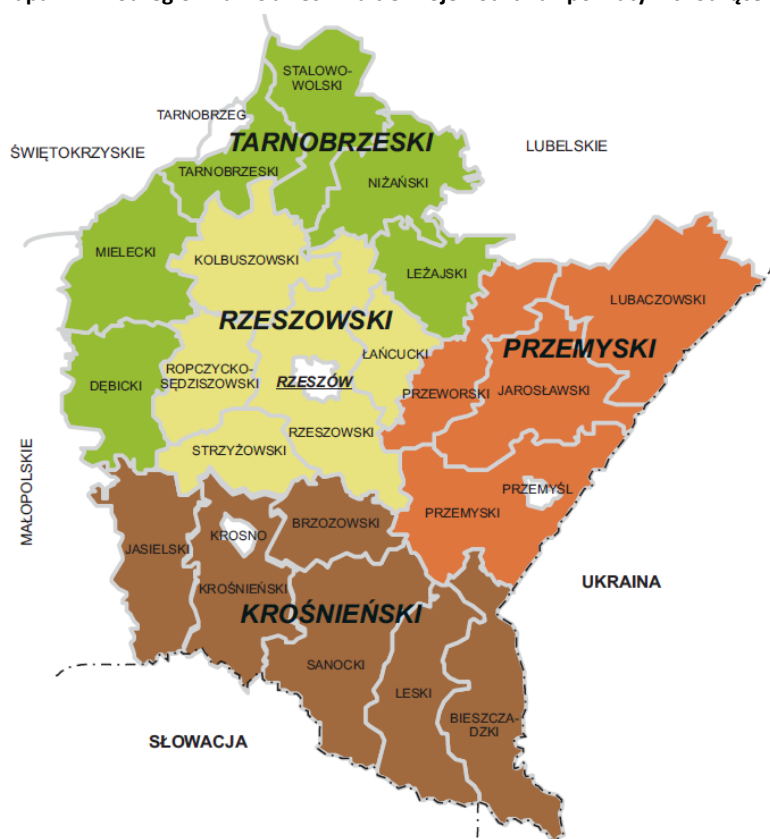 STALOWO-
WOLSKI
TARNOBRZEG
TARNOBRZESKI
ŚWIĘTOKRZYSKIE
LUBELSKIE
TARNOBRZESKI
NIŻAŃSKI
MIELECKI
KOLBUSZOWSKI
LEŻAJSKI
LUBACZOWSKI
RZESZOWSKI
PRZEMYSKI
ŁAŃCUCKI
ROPCZYCKO-
SĘDZISZOWSKI
RZESZÓW
DĘBICKI
PRZEWORSKI
JAROSŁAWSKI
RZESZOWSKI
STRZYŻOWSKI
MAŁOPOLSKIE
PRZEMYŚL
PRZEMYSKI
BRZOZOWSKI
KROSNO
JASIELSKI
UKRAINA
KROŚNIEŃSKI
KROŚNIEŃSKI
SANOCKI
LESKI
BIESZCZA-
DZKI
SŁOWACJA